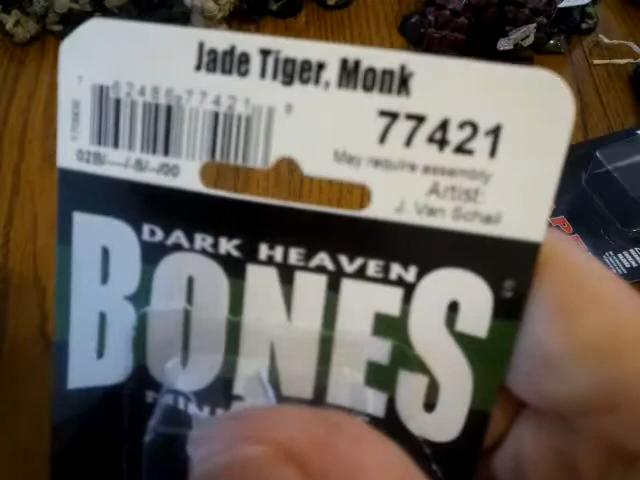 Jade Tiger, Monk
77421
May require assembly
Artist:
J. Van Schaik
DARK HEAVEN
BONES